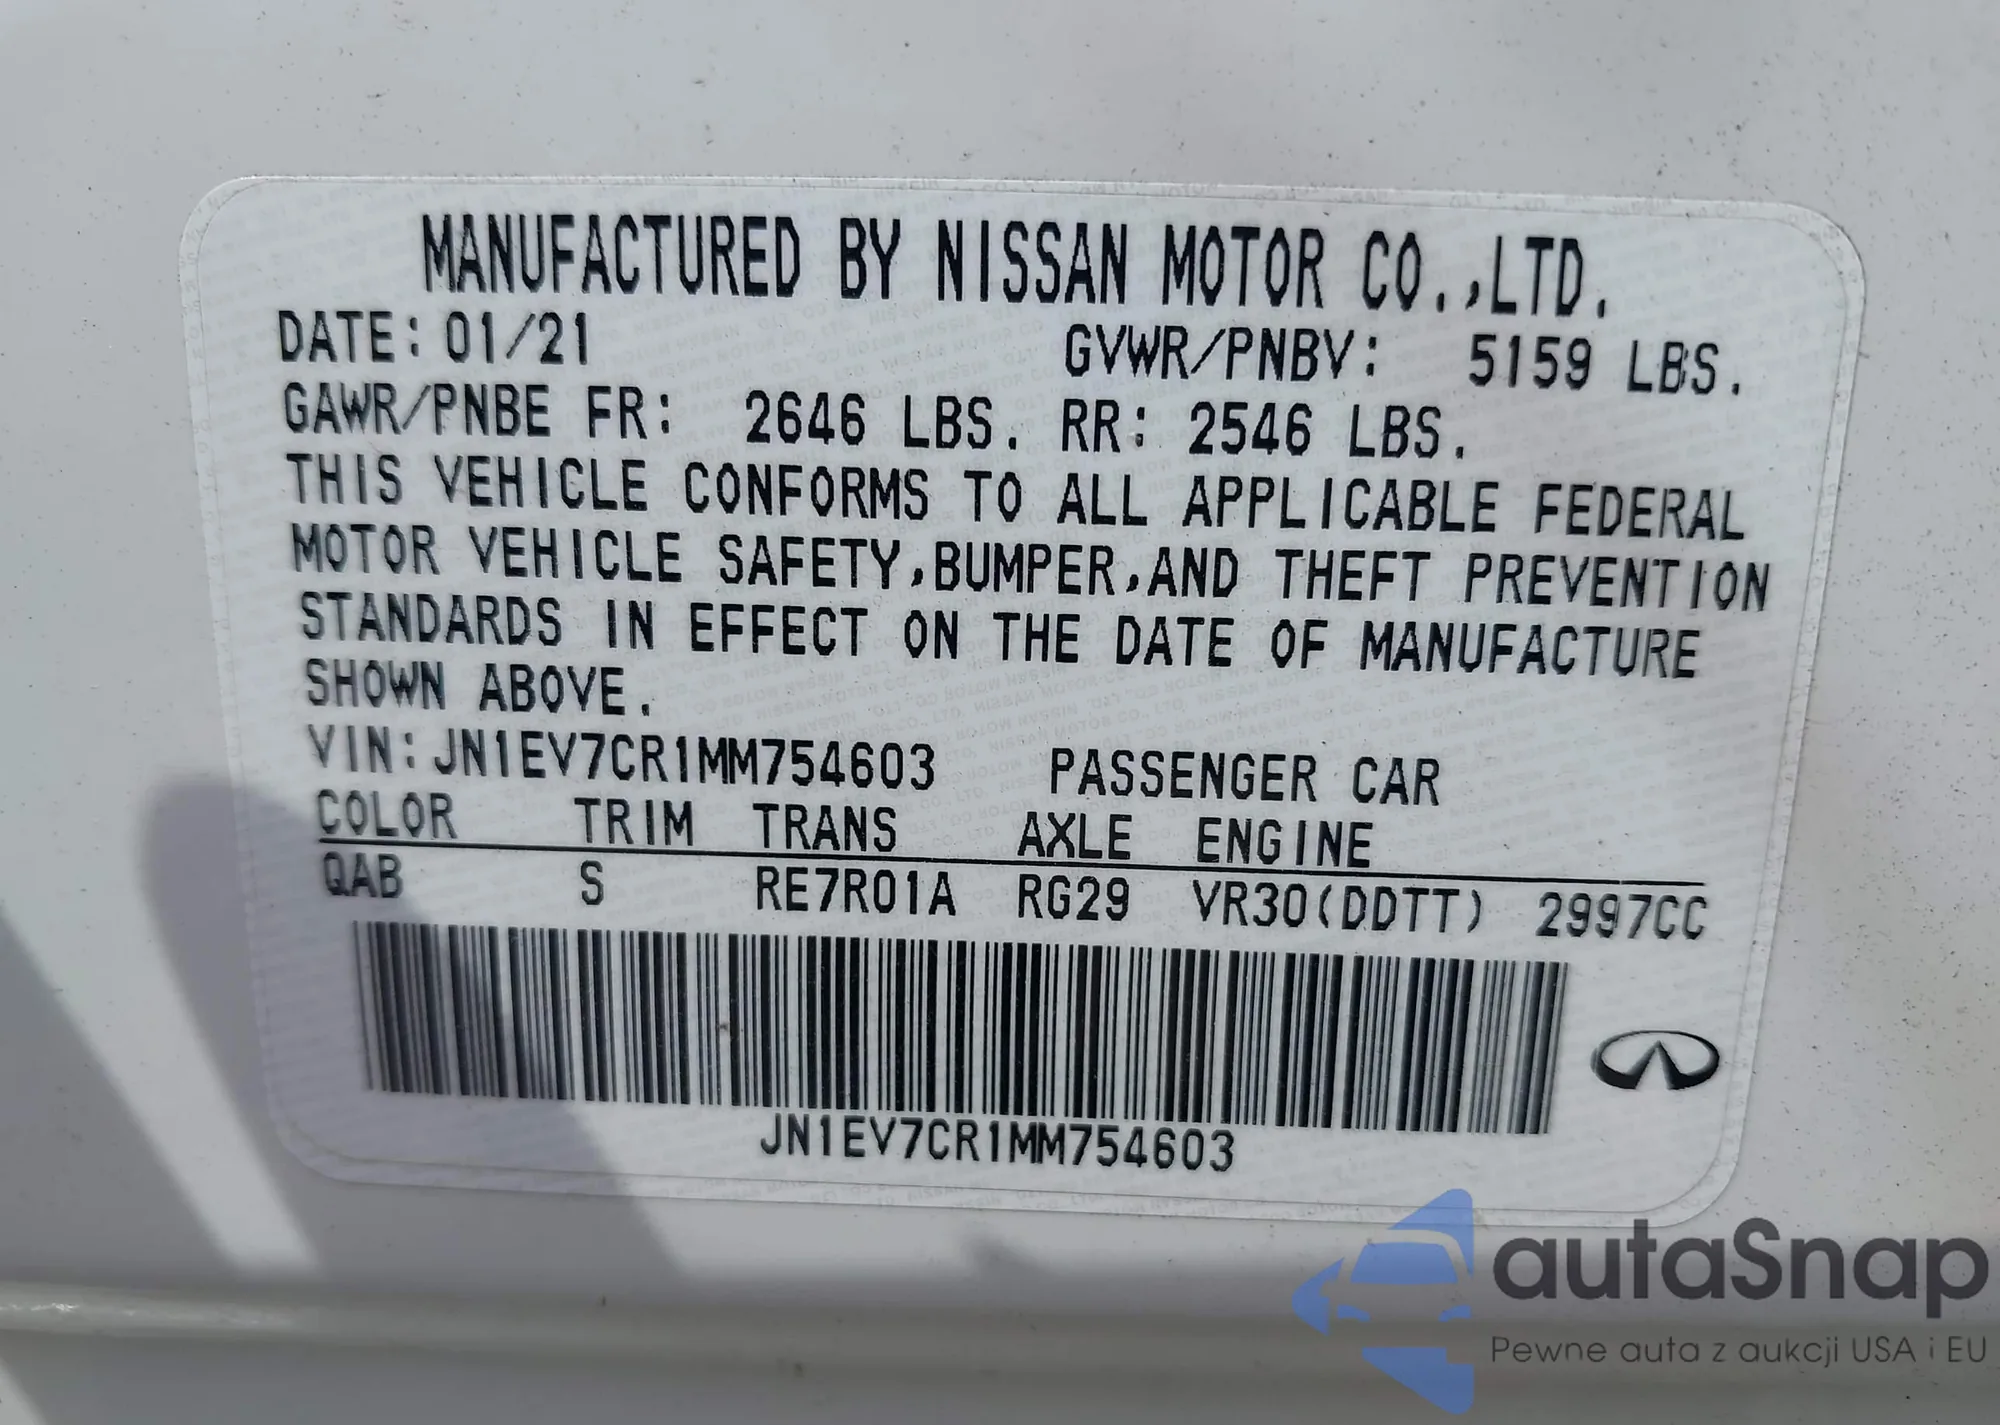 MANUFACTURED BY NISSAN MOTOR CO.,LTD.
DATE: 01/21 GVWR/PNBV: 5159 LBS.
GAWR/PNBE FR: 2646 LBS. RR: 2546 LBS.
THIS VEHICLE CONFORMS TO ALL APPLICABLE FEDERAL
MOTOR VEHICLE SAFETY,BUMPER,AND THEFT PREVENTION
STANDARDS IN EFFECT ON THE DATE OF MANUFACTURE
SHOWN ABOVE.
VIN:JN1EV7CR1MM754603 PASSENGER CAR
COLOR TRIM TRANS AXLE ENGINE
QAB S RE7R01A RG29 VR30(DDTT) 2997CC
JN1EV7CR1MM754603
autaSnap
Pewne auta z aukcji USA i EU